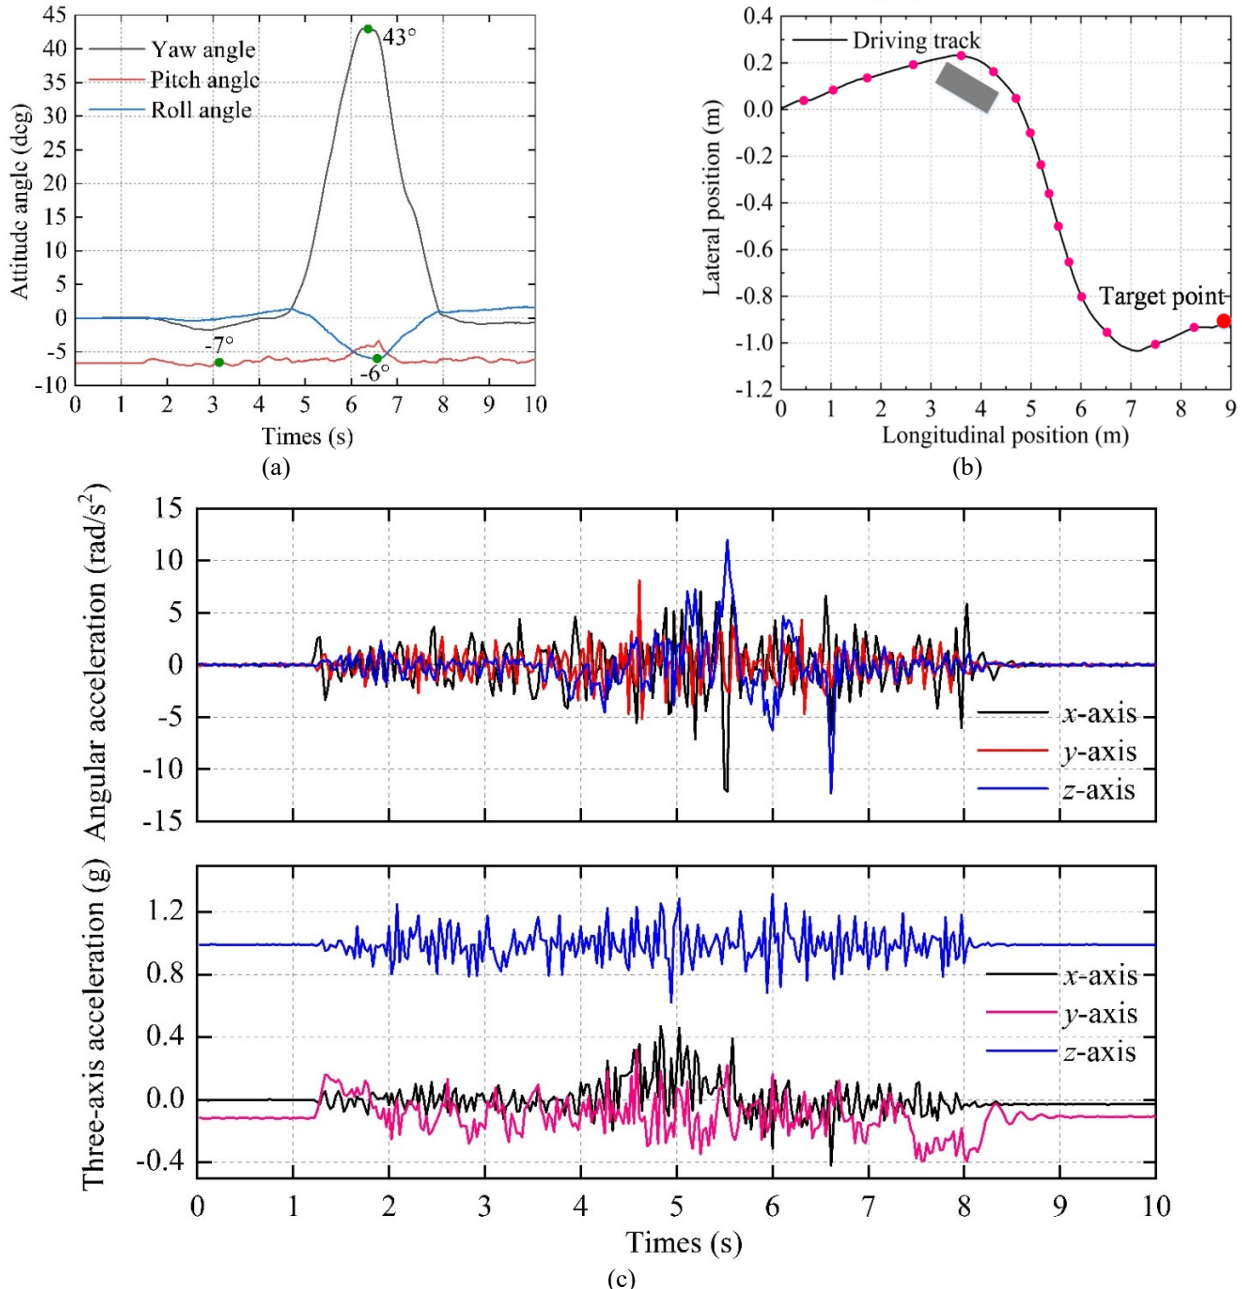 45
40
35
30
25
20
15
10
5
0
-5
-10
Attitude angle (deg)
Yaw angle
Pitch angle
Roll angle
43°
-7°
-6°
0 1 2 3 4 5 6 7 8 9 10
Times (s)
(a)
0.4
0.2
0.0
-0.2
-0.4
-0.6
-0.8
-1.0
-1.2
Lateral position (m)
Driving track
Target point
0 1 2 3 4 5 6 7 8 9
Longitudinal position (m)
(b)
15
10
5
0
-5
-10
-15
Angular acceleration (rad/s²)
x-axis
y-axis
z-axis
1.2
0.8
0.4
0.0
-0.4
Three-axis acceleration (g)
x-axis
y-axis
z-axis
0 1 2 3 4 5 6 7 8 9 10
Times (s)
(c)